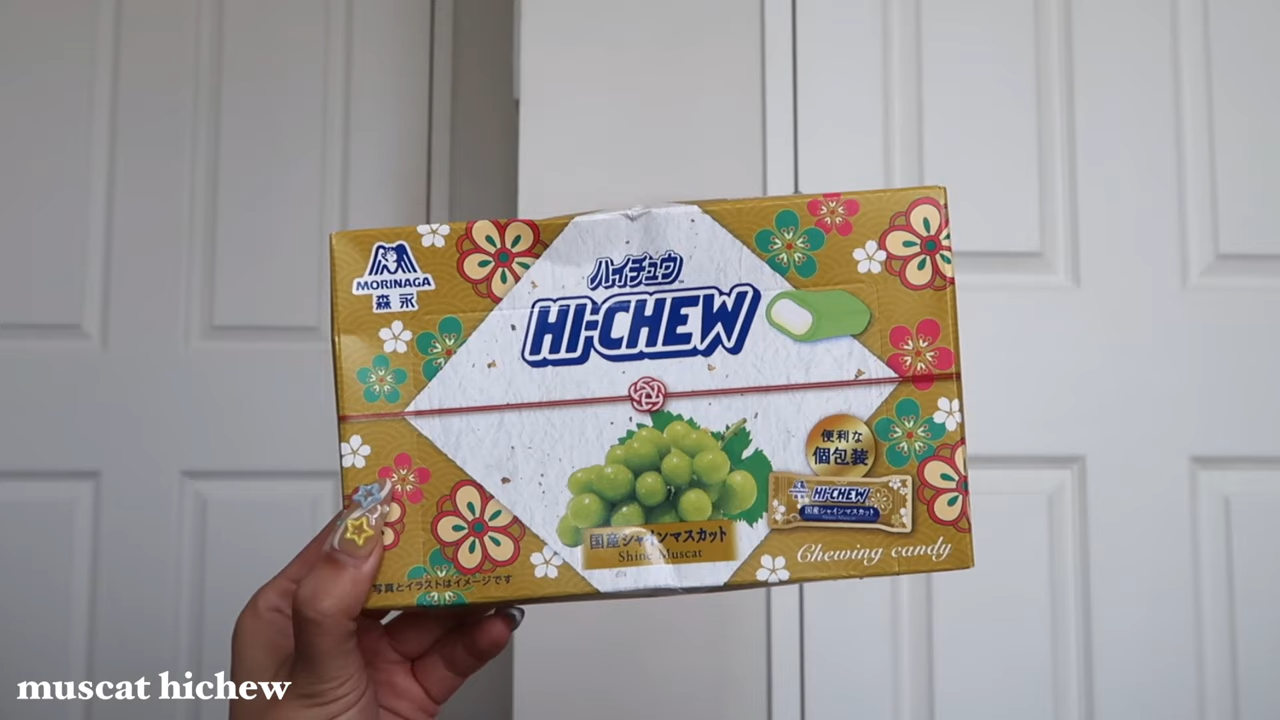 MORINAGA
森永
ハイチュウ
HI-CHEW
便利な
個包装
HI-CHEW
国産シャインマスカット
Shine Muscat
国産シャインマスカット
Shine Muscat
Chewing candy
写真とイラストはイメージです
muscat hichew